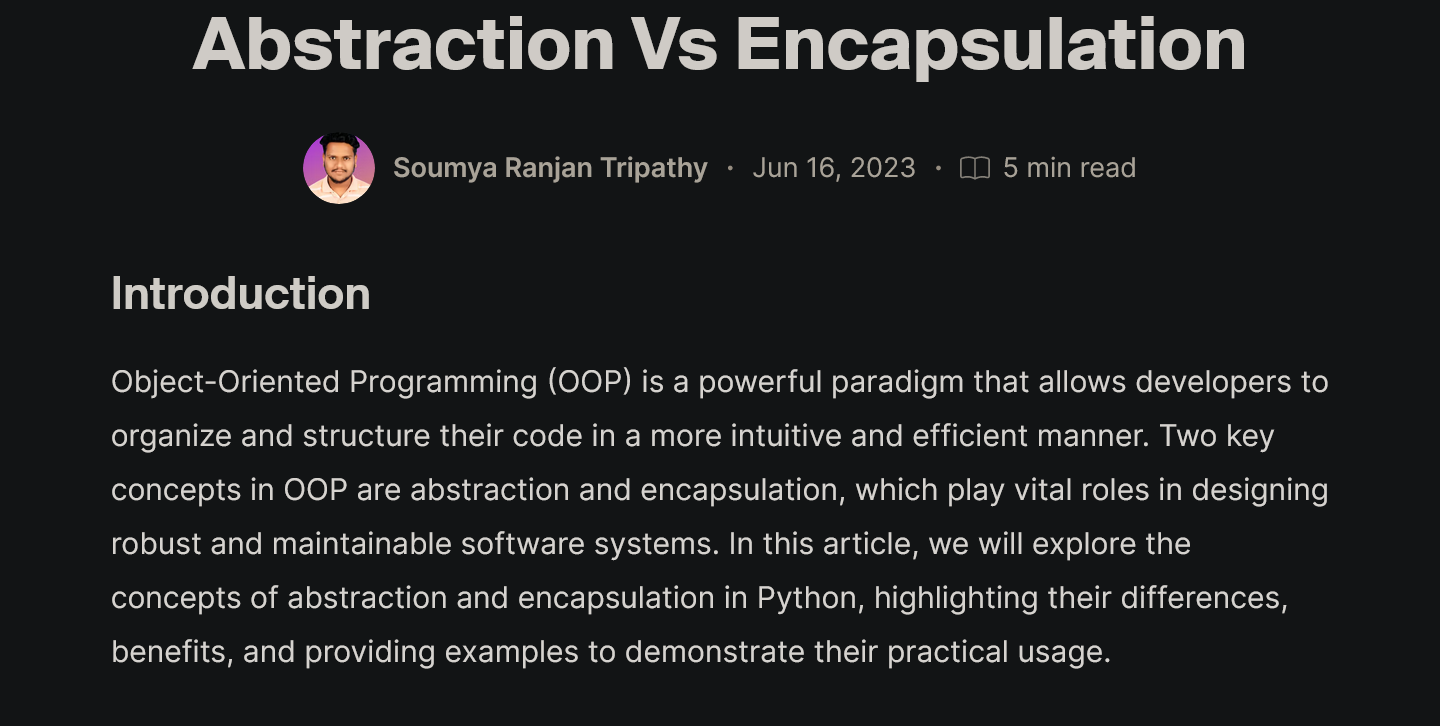 Abstraction Vs Encapsulation
Soumya Ranjan Tripathy · Jun 16, 2023 · 5 min read
Introduction
Object-Oriented Programming (OOP) is a powerful paradigm that allows developers to
organize and structure their code in a more intuitive and efficient manner. Two key
concepts in OOP are abstraction and encapsulation, which play vital roles in designing
robust and maintainable software systems. In this article, we will explore the
concepts of abstraction and encapsulation in Python, highlighting their differences,
benefits, and providing examples to demonstrate their practical usage.